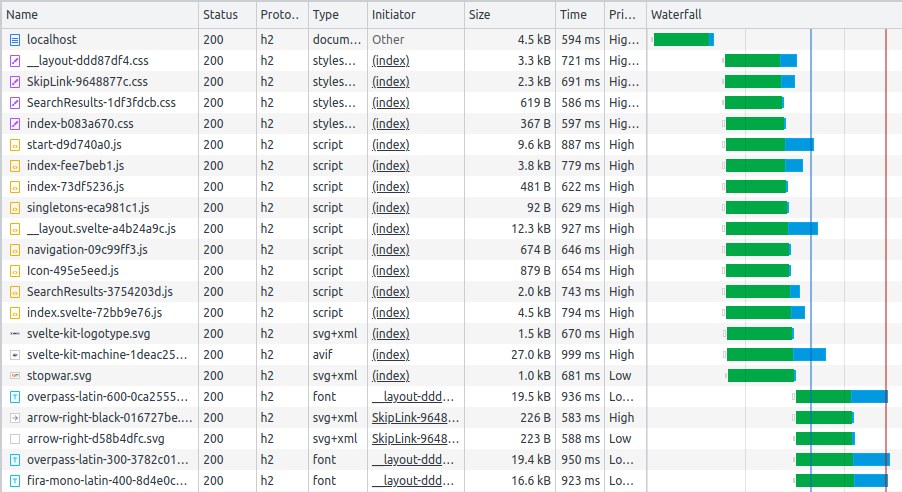 Name Status Proto... Type Initiator Size Time Pri... Waterfall
localhost 200 h2 docum... Other 4.5 kB 594 ms Hig...
__layout-ddd87df4.css 200 h2 styles... (index) 3.3 kB 721 ms Hig...
SkipLink-9648877c.css 200 h2 styles... (index) 2.3 kB 691 ms Hig...
SearchResults-1df3fdcb.css 200 h2 styles... (index) 619 B 586 ms Hig...
index-b083a670.css 200 h2 styles... (index) 367 B 597 ms Hig...
start-d9d740a0.js 200 h2 script (index) 9.6 kB 887 ms High
index-fee7beb1.js 200 h2 script (index) 3.8 kB 779 ms High
index-73df5236.js 200 h2 script (index) 481 B 622 ms High
singletons-eca981c1.js 200 h2 script (index) 92 B 629 ms High
__layout.svelte-a4b24a9c.js 200 h2 script (index) 12.3 kB 927 ms High
navigation-09c99ff3.js 200 h2 script (index) 674 B 646 ms High
Icon-495e5eed.js 200 h2 script (index) 879 B 654 ms High
SearchResults-3754203d.js 200 h2 script (index) 2.0 kB 743 ms High
index.svelte-72bb9e76.js 200 h2 script (index) 4.5 kB 794 ms High
svelte-kit-logotype.svg 200 h2 svg+xml (index) 1.5 kB 670 ms High
svelte-kit-machine-1deac25... 200 h2 avif (index) 27.0 kB 999 ms High
stopwar.svg 200 h2 svg+xml (index) 1.0 kB 681 ms Low
overpass-latin-600-0ca2555... 200 h2 font __layout-ddd... 19.5 kB 936 ms Lo...
arrow-right-black-016727be.... 200 h2 svg+xml SkipLink-9648... 226 B 583 ms High
arrow-right-d58b4dfc.svg 200 h2 svg+xml SkipLink-9648... 223 B 588 ms Low
overpass-latin-300-3782c01... 200 h2 font __layout-ddd... 19.4 kB 950 ms Lo...
fira-mono-latin-400-8d4e0c... 200 h2 font __layout-ddd... 16.6 kB 923 ms Lo...